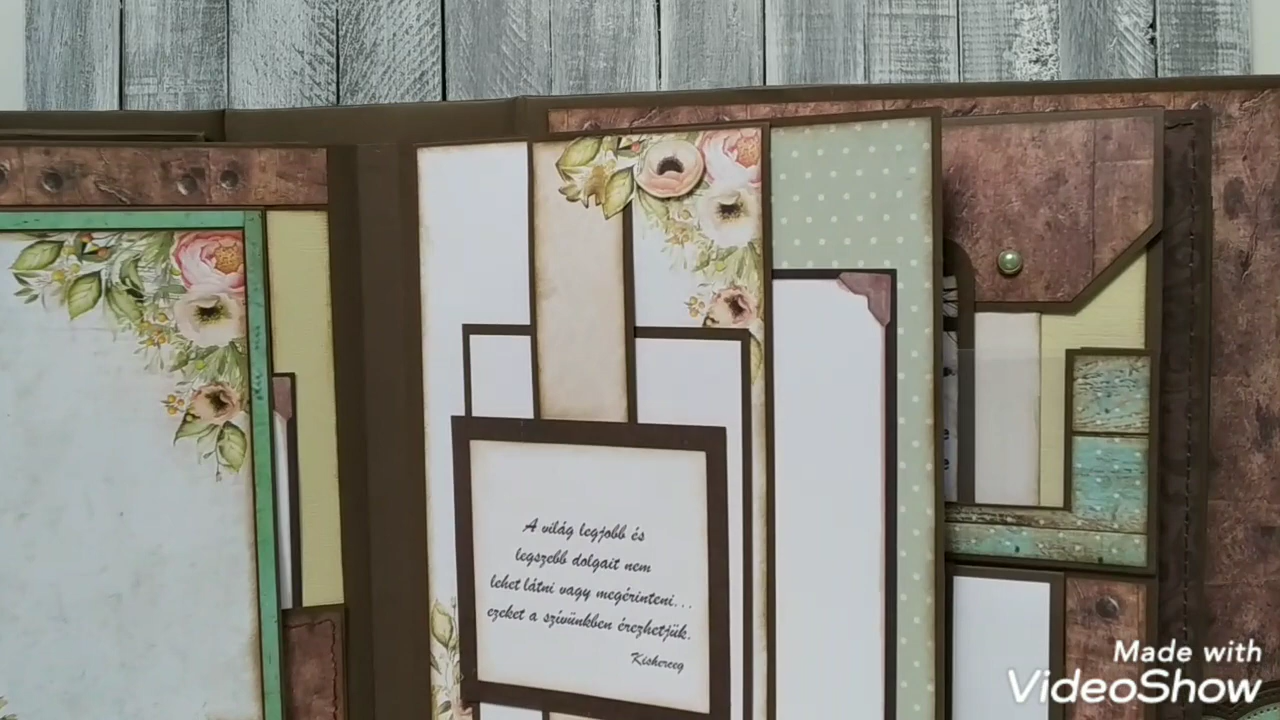 A világ legjobb és
legszebb dolgait nem
lehet látni vagy megérinteni...
ezeket a szívünkben érezhetjük.
Kisherceg
e
e
Made with
VideoShow